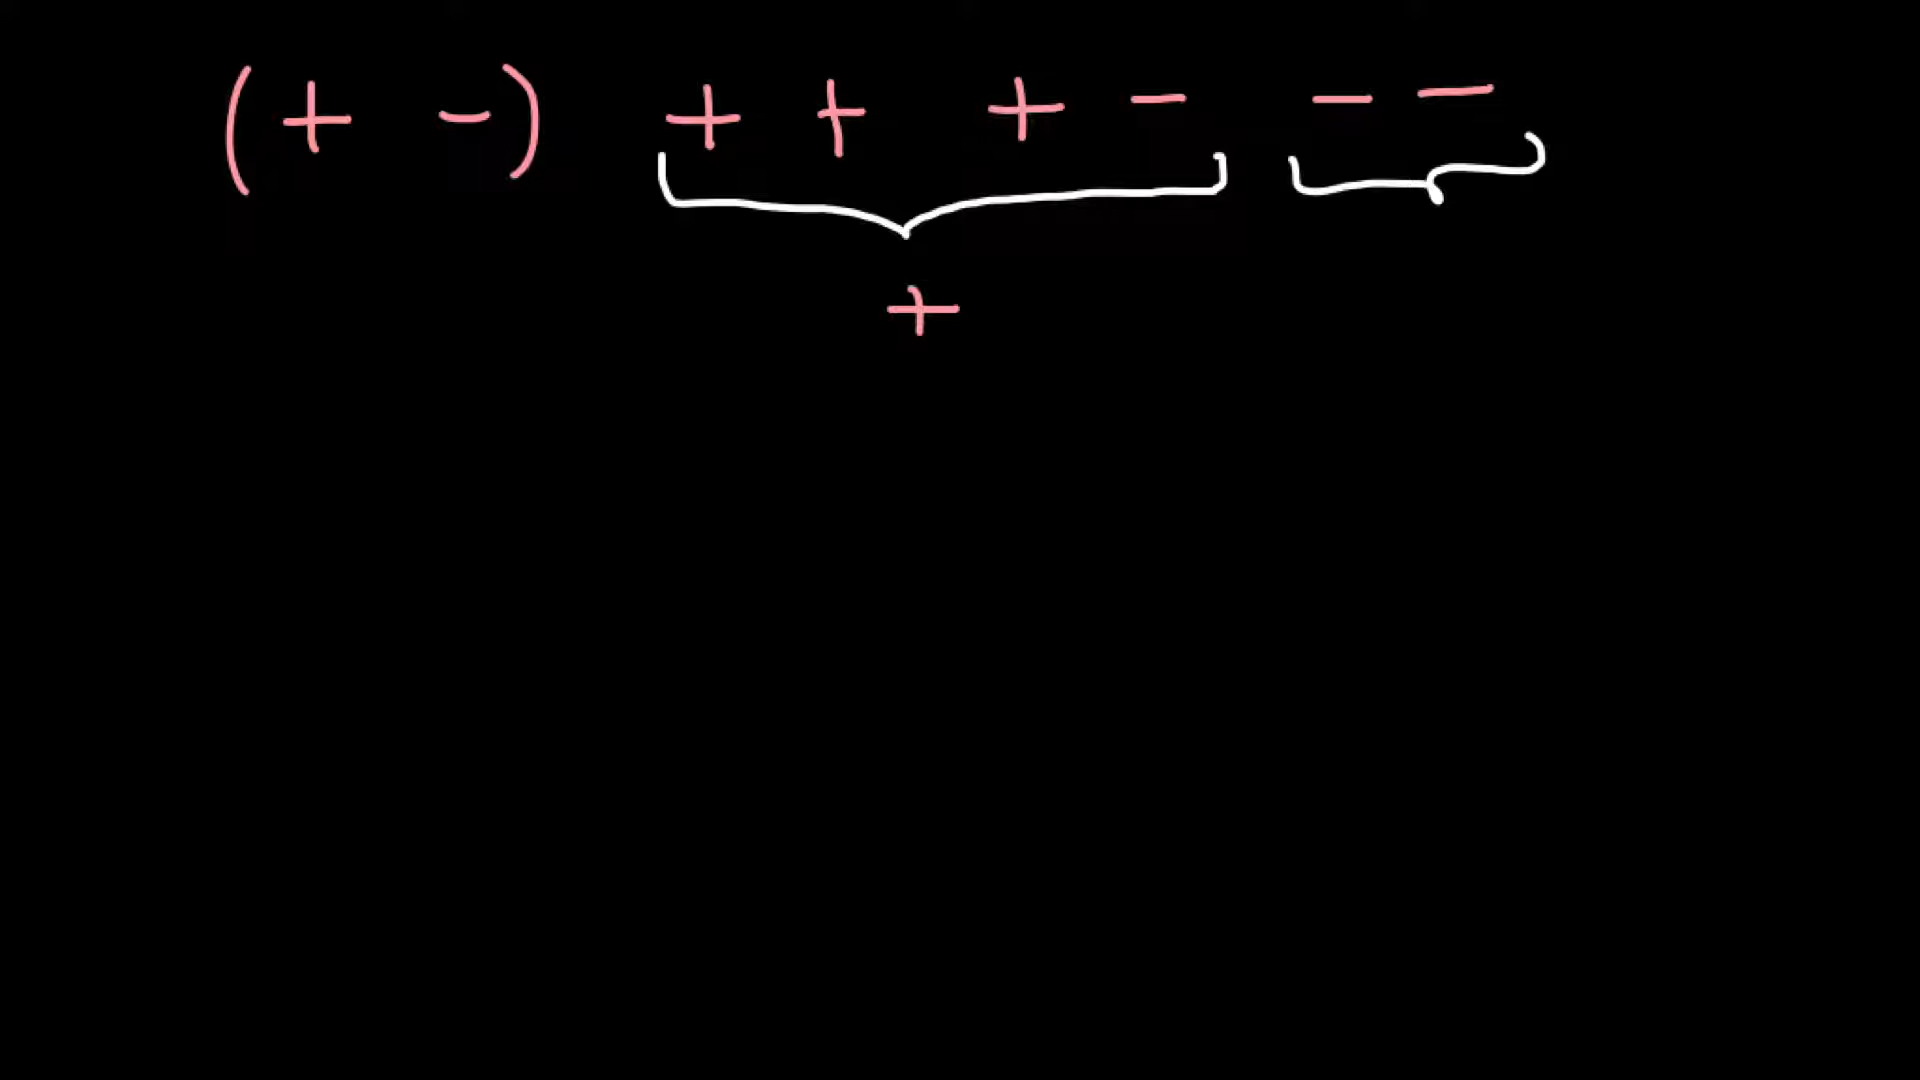 (+ -) + + + - - -
+